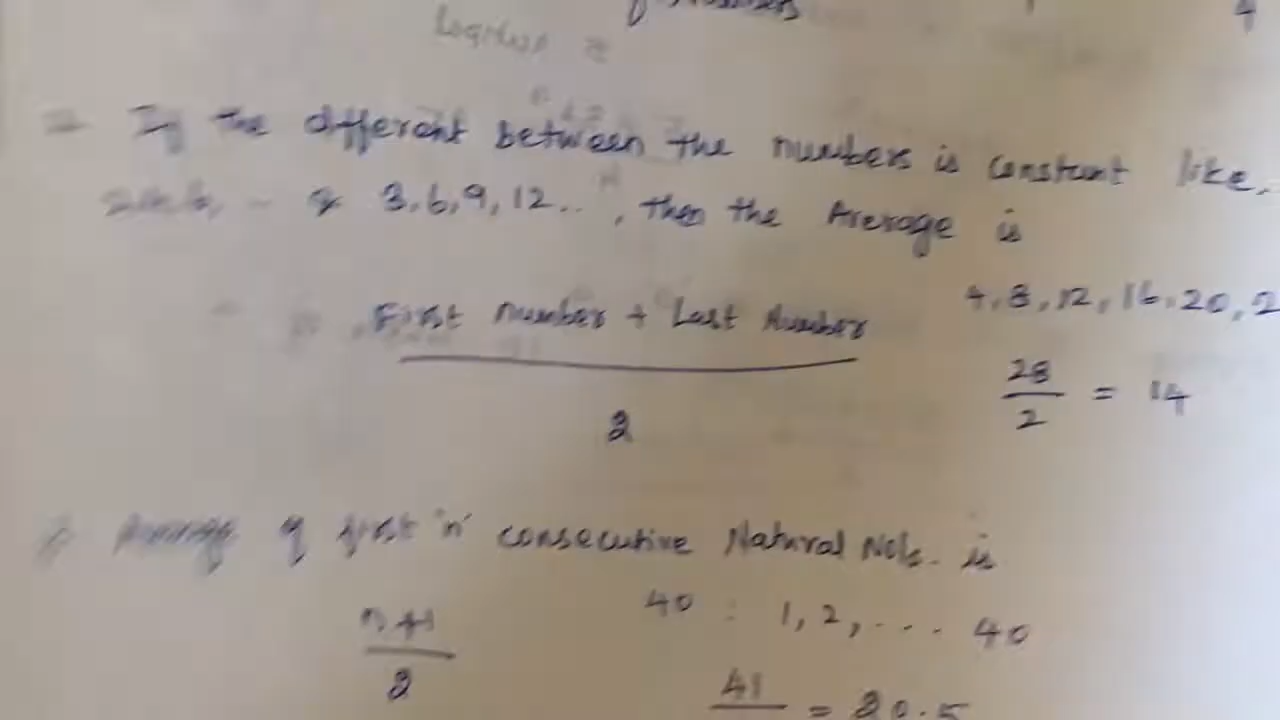 ⇒ If the different between the numbers is constant like,
3,6,9,12.. , then the Average is
4,8,12,16,20,2
First number + Last Number
2
28
2
= 14
Average of first 'n' consecutive Natural No's. is
n+1
2
40 : 1,2,... 40
41
= 20.5